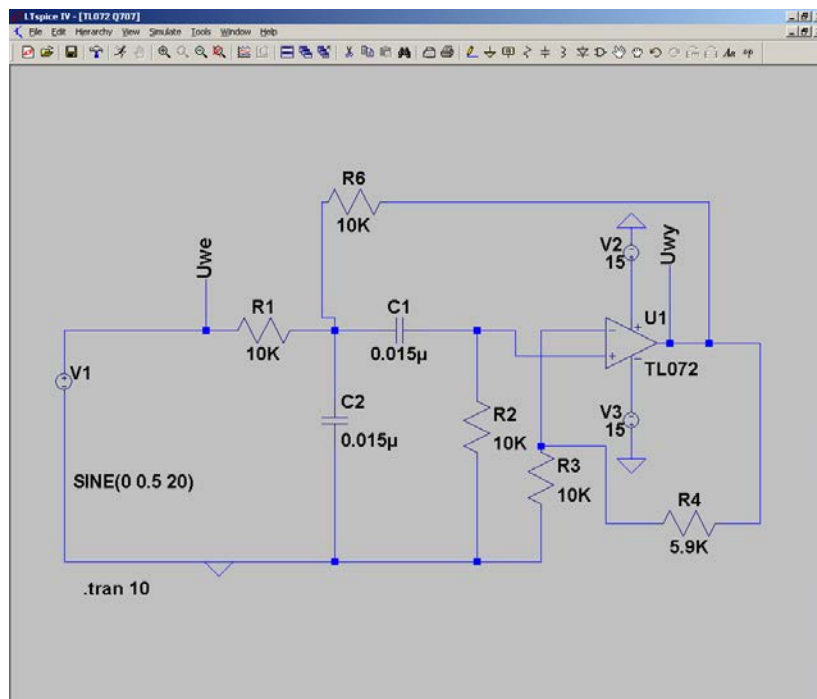 LTspice IV - [TL072 Q707]
File Edit Hierarchy View Simulate Tools Window Help
R6
10K
Uwe
R1
10K
C1
0.015µ
V2
15
Uwy
+
U1
-
+
-
TL072
V1
C2
0.015µ
R2
10K
V3
15
R3
10K
SINE(0 0.5 20)
R4
5.9K
.tran 10